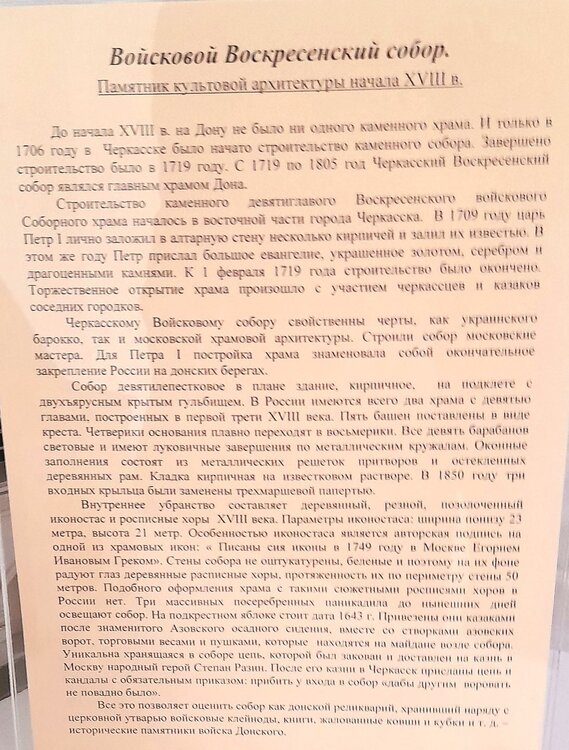 Войсковой Воскресенский собор.
Памятник культовой архитектуры начала XVIII в.
До начала XVIII в. на Дону не было ни одного каменного храма. И только в
1706 году в Черкасске было начато строительство каменного собора. Завершено
строительство было в 1719 году. С 1719 по 1805 год Черкасский Воскресенский
собор являлся главным храмом Дона.
Строительство каменного девятиглавого Воскресенского войскового
Соборного храма началось в восточной части города Черкасска. В 1709 году царь
Петр I лично заложил в алтарную стену несколько кирпичей и залил их известью. В
этом же году Петр прислал большое евангелие, украшенное золотом, серебром и
драгоценными камнями. К 1 февраля 1719 года строительство было окончено.
Торжественное открытие храма произошло с участием черкассцев и казаков
соседних городков.
Черкасскому Войсковому собору свойственны черты, как украинского
барокко, так и московской храмовой архитектуры. Строили собор московские
мастера. Для Петра I постройка храма знаменовала собой окончательное
закрепление России на донских берегах.
Собор девятилепестковое в плане здание, кирпичное, на подклете с
двухъярусным крытым гульбищем. В России имеются всего два храма с девятью
главами, построенных в первой трети XVIII века. Пять башен поставлены в виде
креста. Четверики основания плавно переходят в восьмерики. Все девять барабанов
световые и имеют луковичные завершения по металлическим кружалам. Оконные
заполнения состоят из металлических решеток притворов и остекленных
деревянных рам. Кладка кирпичная на известковом растворе. В 1850 году три
входных крыльца были заменены трехмаршевой папертью.
Внутреннее убранство составляет деревянный, резной, позолоченный
иконостас и росписные хоры XVIII века. Параметры иконостаса: ширина понизу 23
метра, высота 21 метр. Особенностью иконостаса является авторская подпись на
одной из храмовых икон: « Писаны сия иконы в 1749 году в Москве Егорием
Ивановым Греком». Стены собора не оштукатурены, беленые и поэтому на их фоне
радуют глаз деревянные расписные хоры, протяженность их по периметру стены 50
метров. Подобного оформления храма с такими сюжетными росписями хоров в
России нет. Три массивных посеребренных паникадила до нынешних дней
освещают собор. На подкрестном яблоке стоит дата 1643 г. Привезены они казаками
после знаменитого Азовского осадного сидения, вместе со створками азовских
ворот, торговыми весами и пушками, которые находятся на майдане возле собора.
Уникальна хранящаяся в соборе цепь, которой был закован и доставлен на казнь в
Москву народный герой Степан Разин. После его казни в Черкасск присланы цепь и
кандалы с обязательным приказом: прибить у входа в собор «дабы другим воровать
не повадно было».
Все это позволяет оценить собор как донской реликварий, хранивший наряду с
церковной утварью войсковые клейноды, книги, жалованные ковши и кубки и т. д. –
исторические памятники войска Донского.